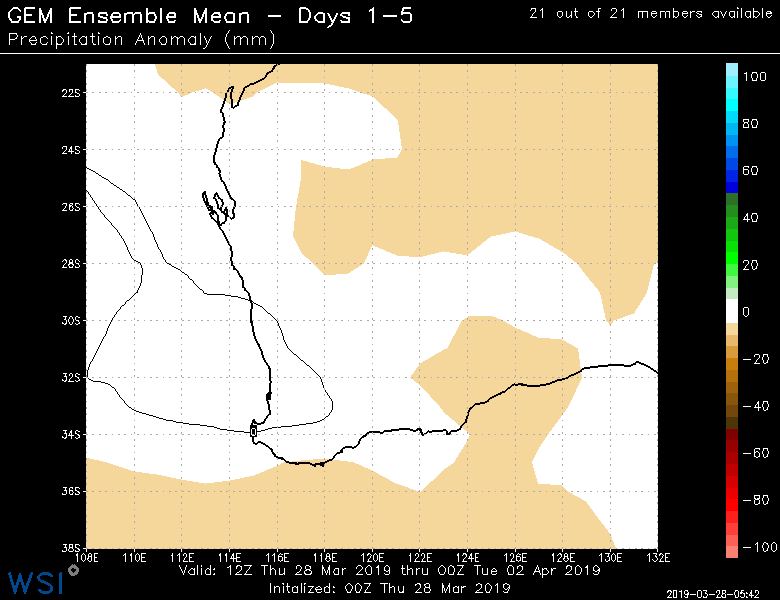 GEM Ensemble Mean – Days 1–5
21 out of 21 members available
Precipitation Anomaly (mm)
22S
24S
26S
28S
30S
32S
34S
36S
38S
108E 110E 112E 114E 116E 118E 120E 122E 124E 126E 128E 130E 132E
100
80
60
40
20
0
−20
−40
−60
−80
−100
Valid: 12Z Thu 28 Mar 2019 thru 00Z Tue 02 Apr 2019
Initalized: 00Z Thu 28 Mar 2019
WSI
2019-03-28-05:42